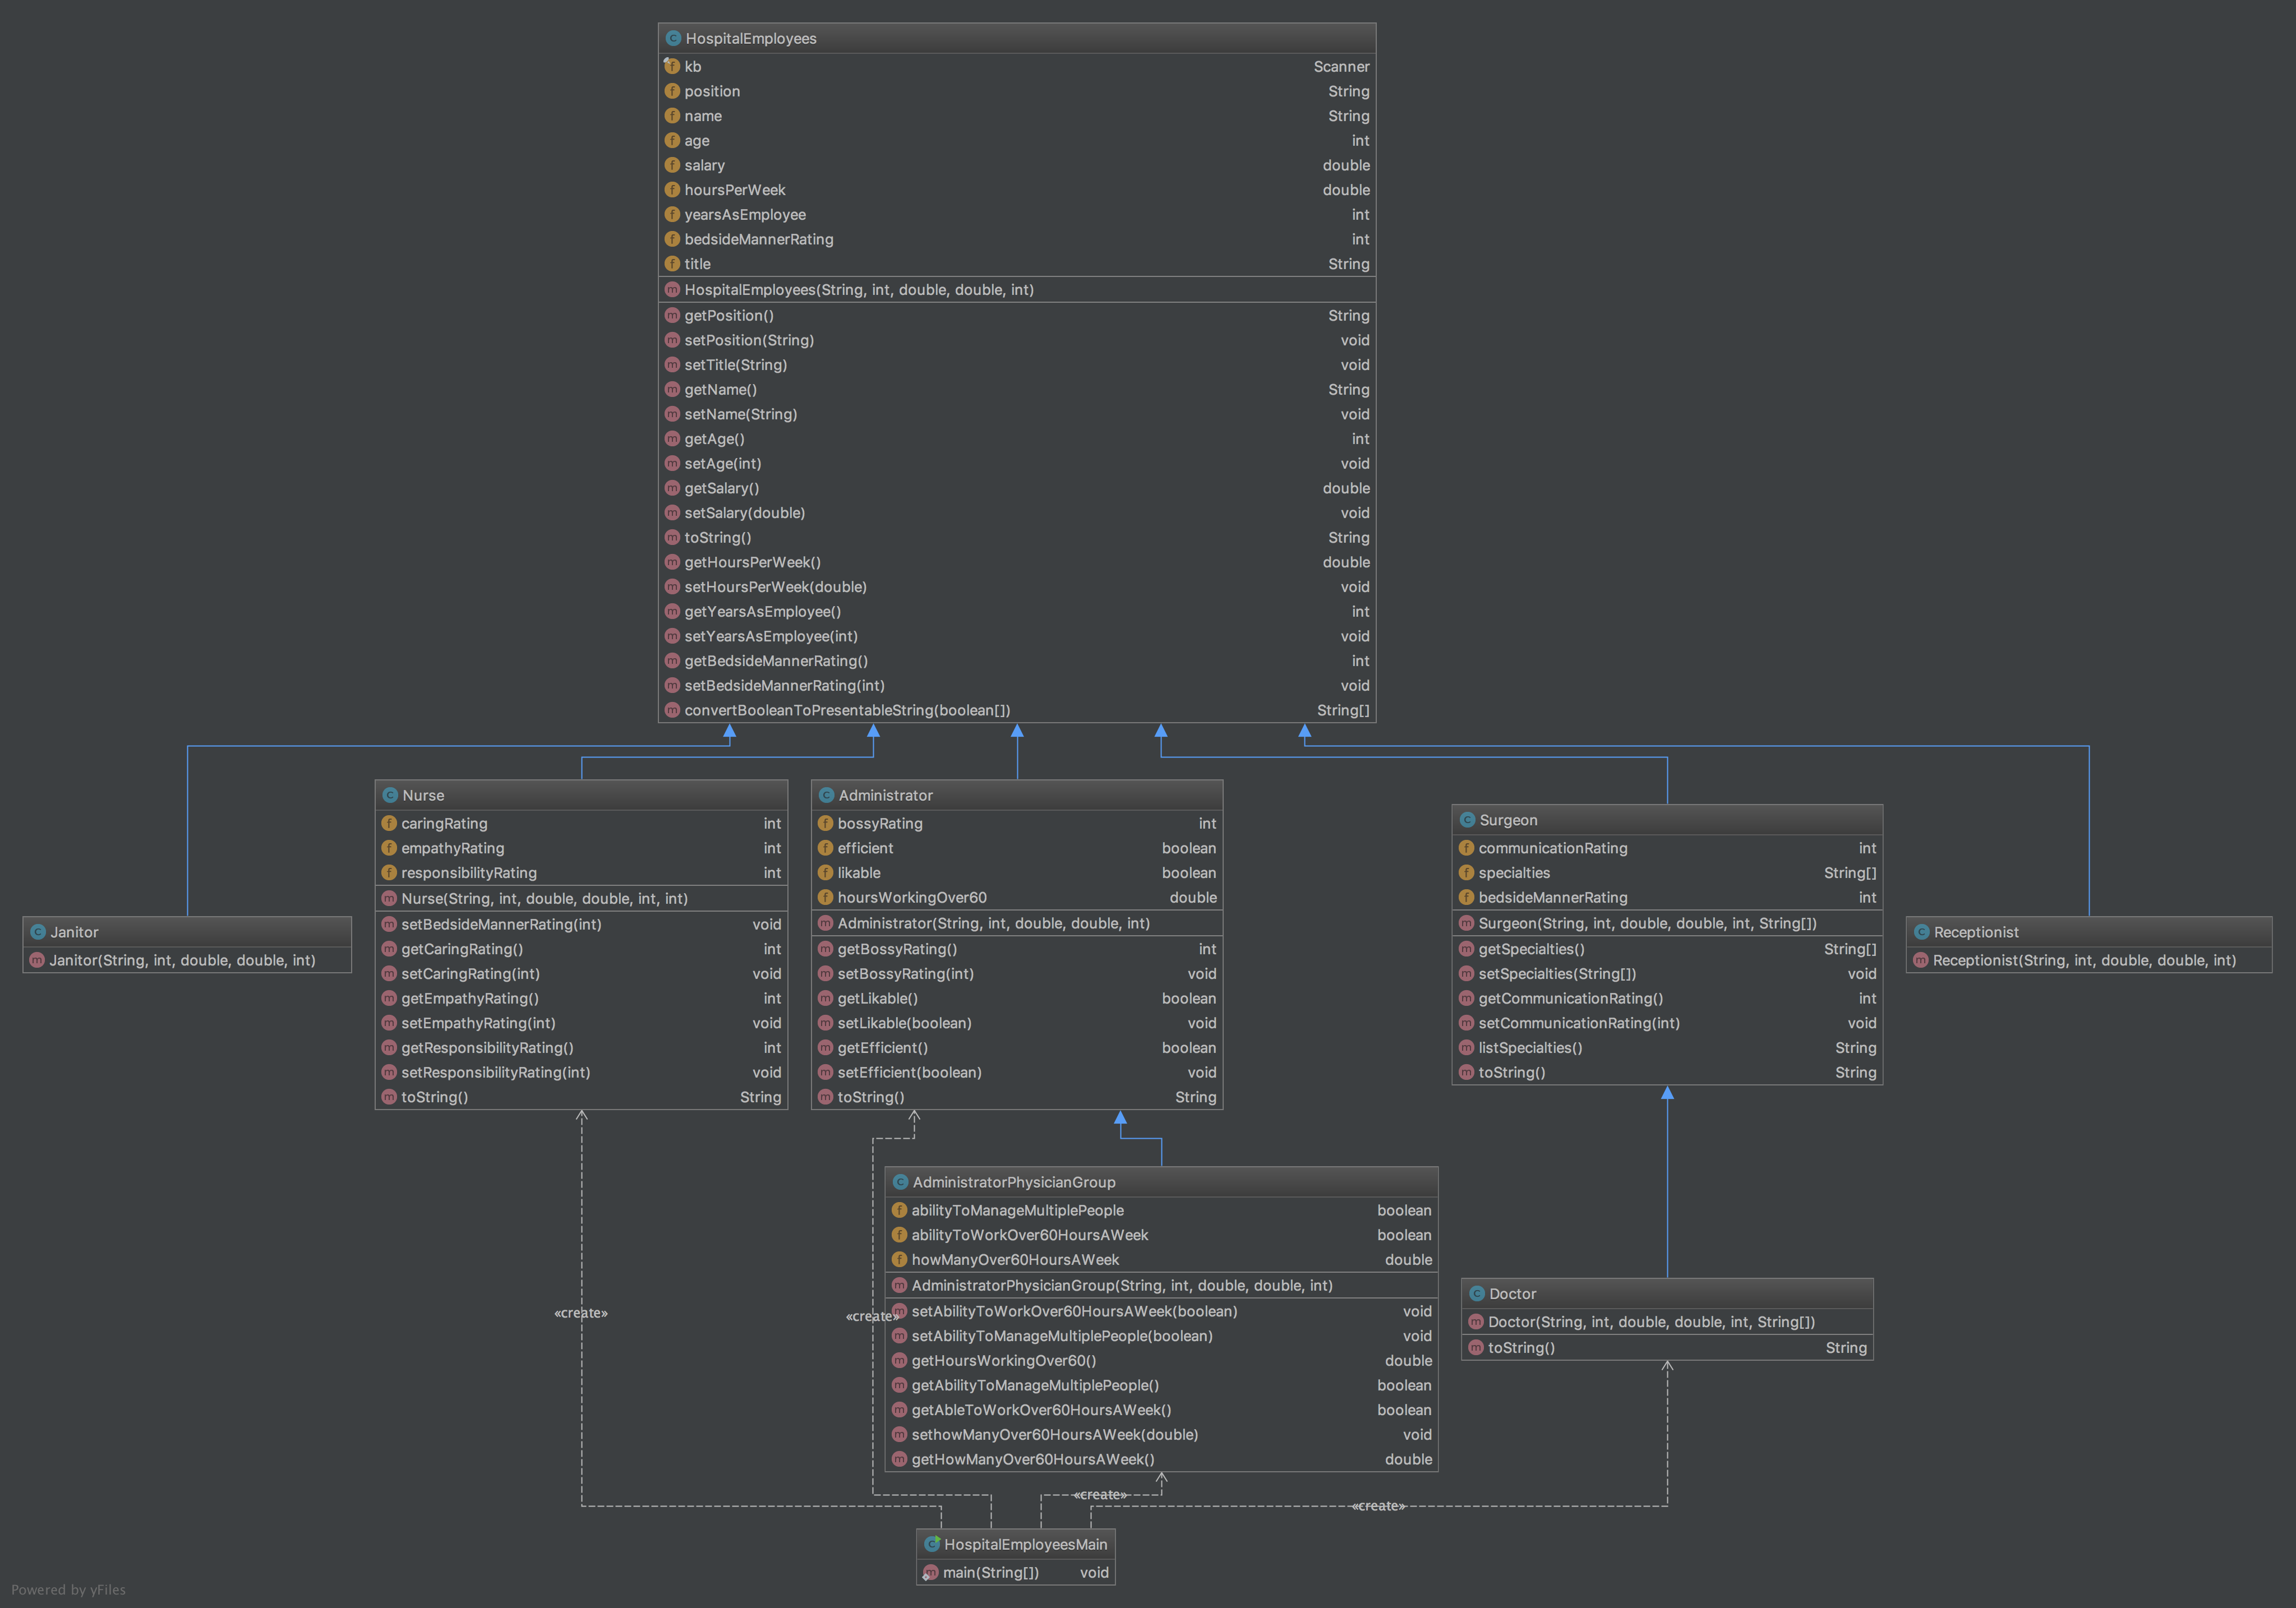 HospitalEmployees
kb Scanner
position String
name String
age int
salary double
hoursPerWeek double
yearsAsEmployee int
bedsideMannerRating int
title String
HospitalEmployees(String, int, double, double, int)
getPosition() String
setPosition(String) void
setTitle(String) void
getName() String
setName(String) void
getAge() int
setAge(int) void
getSalary() double
setSalary(double) void
toString() String
getHoursPerWeek() double
setHoursPerWeek(double) void
getYearsAsEmployee() int
setYearsAsEmployee(int) void
getBedsideMannerRating() int
setBedsideMannerRating(int) void
convertBooleanToPresentableString(boolean[]) String[]
Janitor
Janitor(String, int, double, double, int)
Nurse
caringRating int
empathyRating int
responsibilityRating int
Nurse(String, int, double, double, int, int)
setBedsideMannerRating(int) void
getCaringRating() int
setCaringRating(int) void
getEmpathyRating() int
setEmpathyRating(int) void
getResponsibilityRating() int
setResponsibilityRating(int) void
toString() String
Administrator
bossyRating int
efficient boolean
likable boolean
hoursWorkingOver60 double
Administrator(String, int, double, double, int)
getBossyRating() int
setBossyRating(int) void
getLikable() boolean
setLikable(boolean) void
getEfficient() boolean
setEfficient(boolean) void
toString() String
Surgeon
communicationRating int
specialties String[]
bedsideMannerRating int
Surgeon(String, int, double, double, int, String[])
getSpecialties() String[]
setSpecialties(String[]) void
getCommunicationRating() int
setCommunicationRating(int) void
listSpecialties() String
toString() String
Receptionist
Receptionist(String, int, double, double, int)
AdministratorPhysicianGroup
abilityToManageMultiplePeople boolean
abilityToWorkOver60HoursAWeek boolean
howManyOver60HoursAWeek double
AdministratorPhysicianGroup(String, int, double, double, int)
setAbilityToWorkOver60HoursAWeek(boolean) void
setAbilityToManageMultiplePeople(boolean) void
getHoursWorkingOver60() double
getAbilityToManageMultiplePeople() boolean
getAbleToWorkOver60HoursAWeek() boolean
sethowManyOver60HoursAWeek(double) void
getHowManyOver60HoursAWeek() double
Doctor
Doctor(String, int, double, double, int, String[])
toString() String
«create»
«create»
«create»
«create»
HospitalEmployeesMain
main(String[]) void
Powered by yFiles